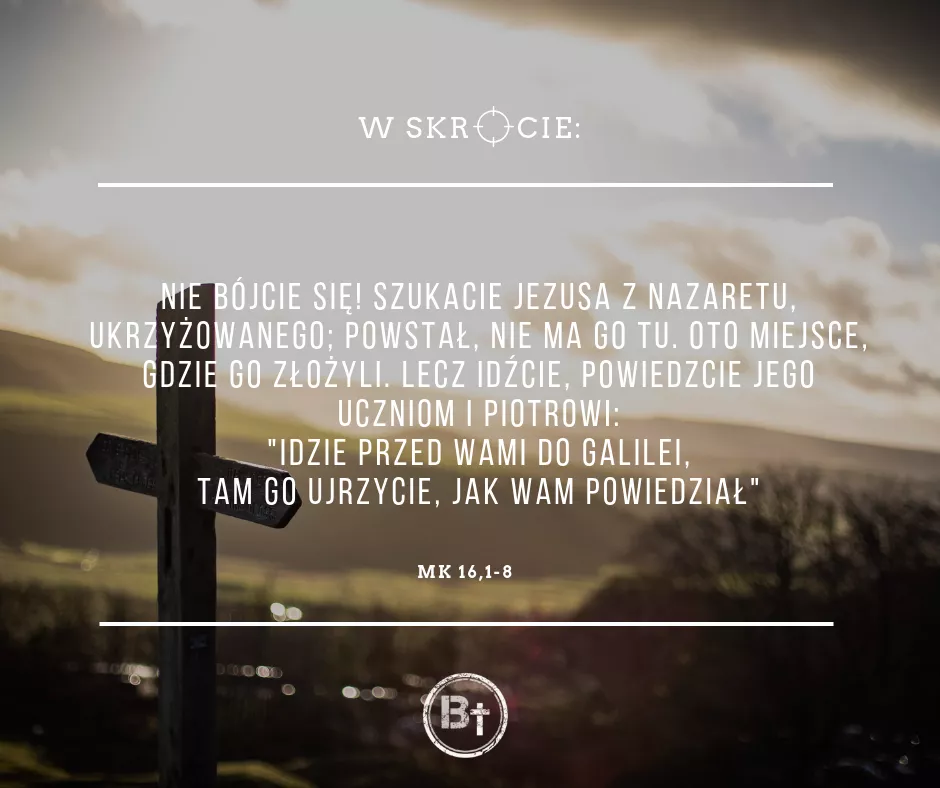 W SKRÓCIE:
NIE BÓJCIE SIĘ! SZUKACIE JEZUSA Z NAZARETU,
UKRZYŻOWANEGO; POWSTAŁ, NIE MA GO TU. OTO MIEJSCE,
GDZIE GO ZŁOŻYLI. LECZ IDŹCIE, POWIEDZCIE JEGO
UCZNIOM I PIOTROWI:
"IDZIE PRZED WAMI DO GALILEI,
TAM GO UJRZYCIE, JAK WAM POWIEDZIAŁ"
MK 16,1-8
Bt